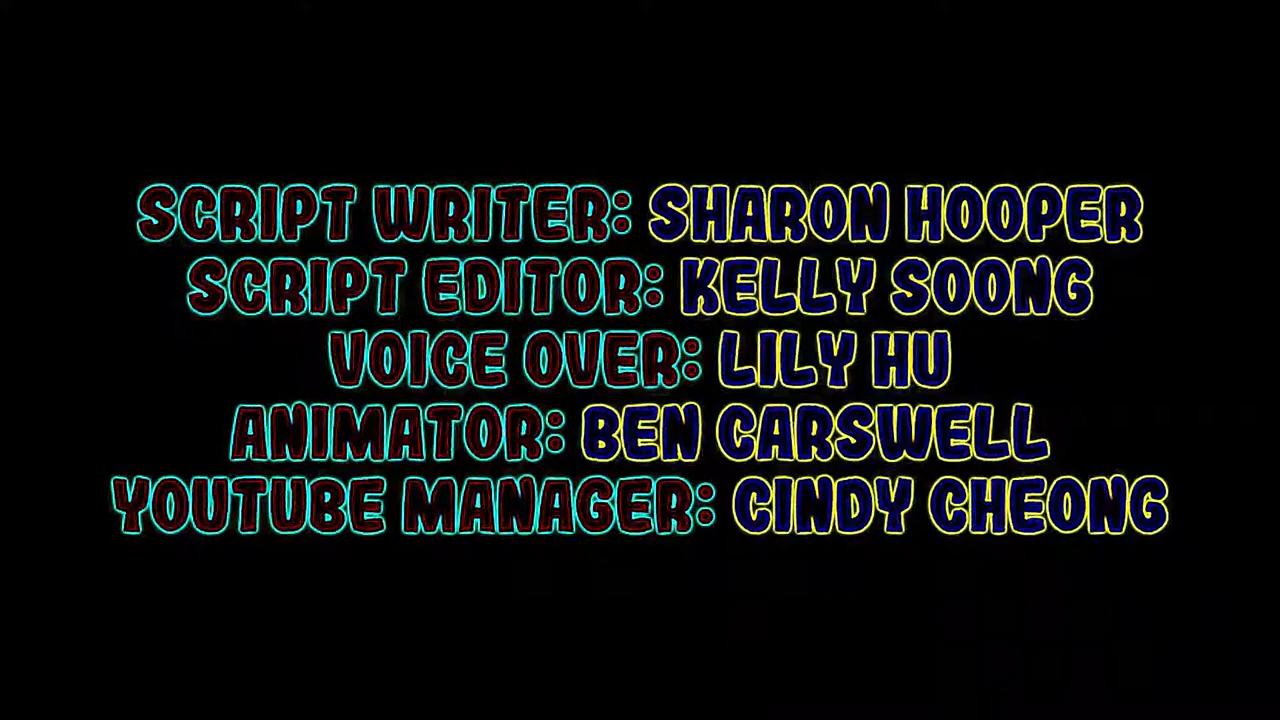 SCRIPT WRITER: SHARON HOOPER
SCRIPT EDITOR: KELLY SOONG
VOICE OVER: LILY HU
ANIMATOR: BEN CARSWELL
YOUTUBE MANAGER: CINDY CHEONG